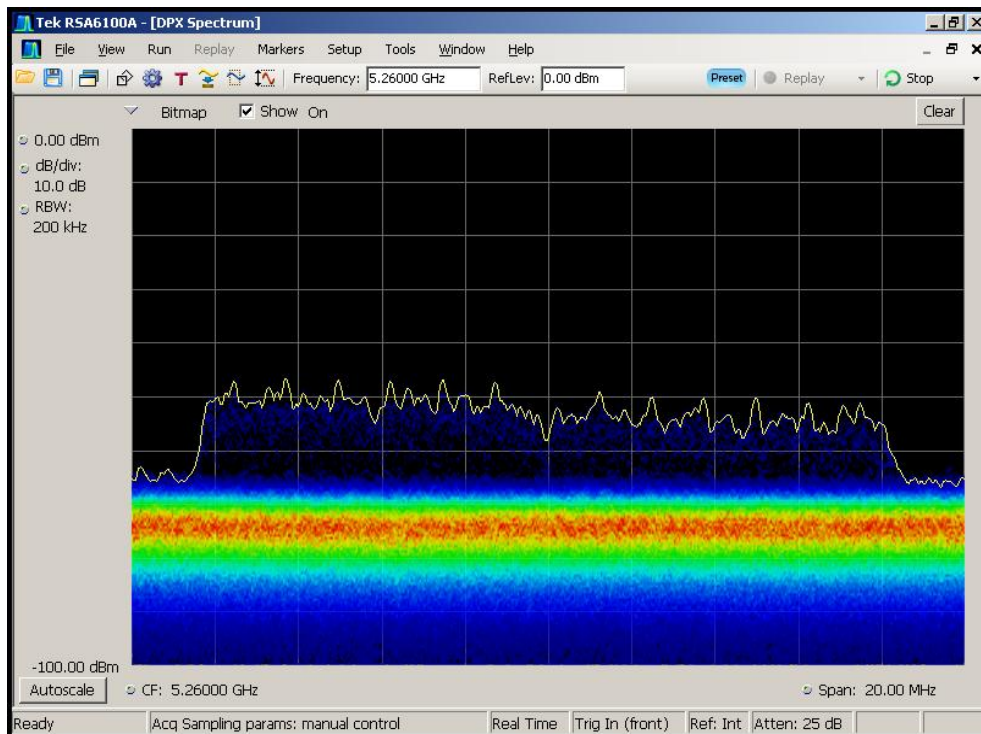 Tek RSA6100A - [DPX Spectrum]
File View Run Replay Markers Setup Tools Window Help
Frequency: 5.26000 GHz RefLev: 0.00 dBm Preset Replay Stop
Bitmap Show On Clear
0.00 dBm
dB/div:
10.0 dB
RBW:
200 kHz
-100.00 dBm
Autoscale CF: 5.26000 GHz Span: 20.00 MHz
Ready Acq Sampling params: manual control Real Time Trig In (front) Ref: Int Atten: 25 dB